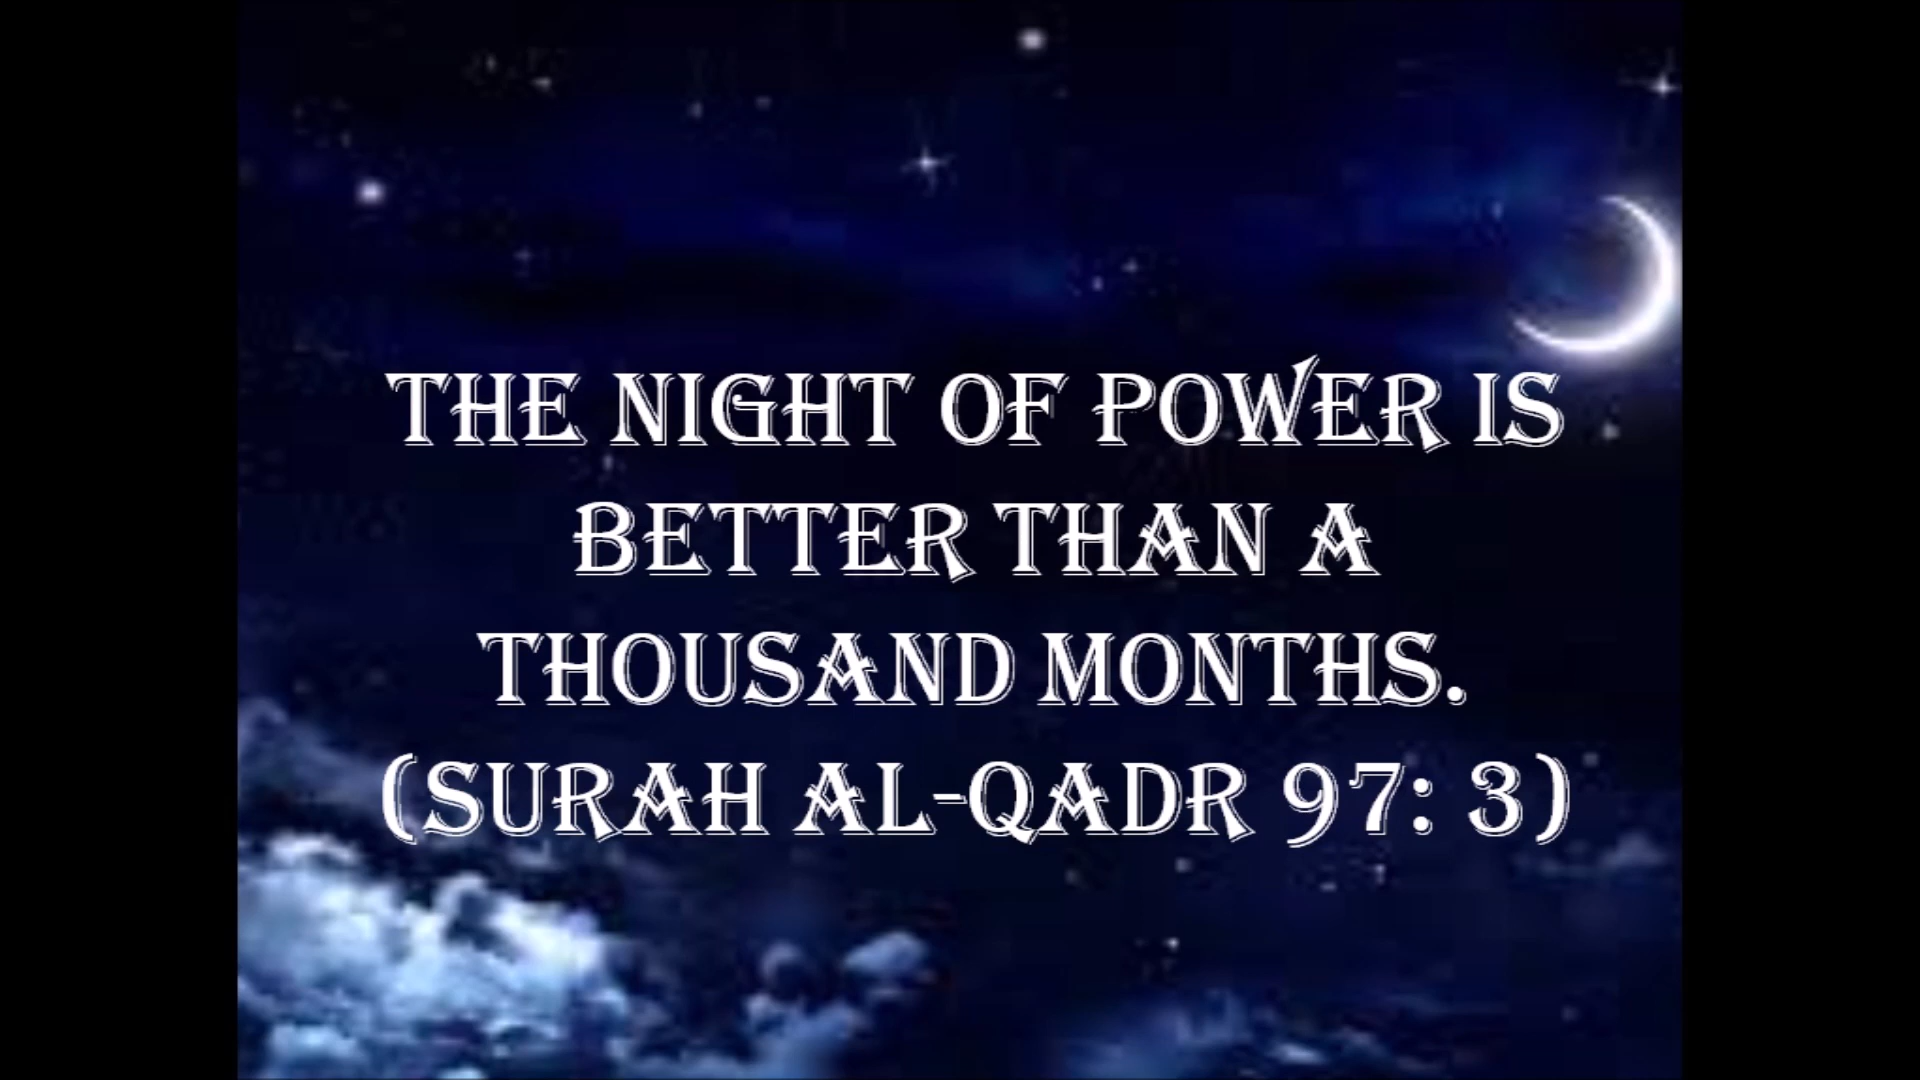 THE NIGHT OF POWER IS
BETTER THAN A
THOUSAND MONTHS.
(SURAH AL-QADR 97: 3)